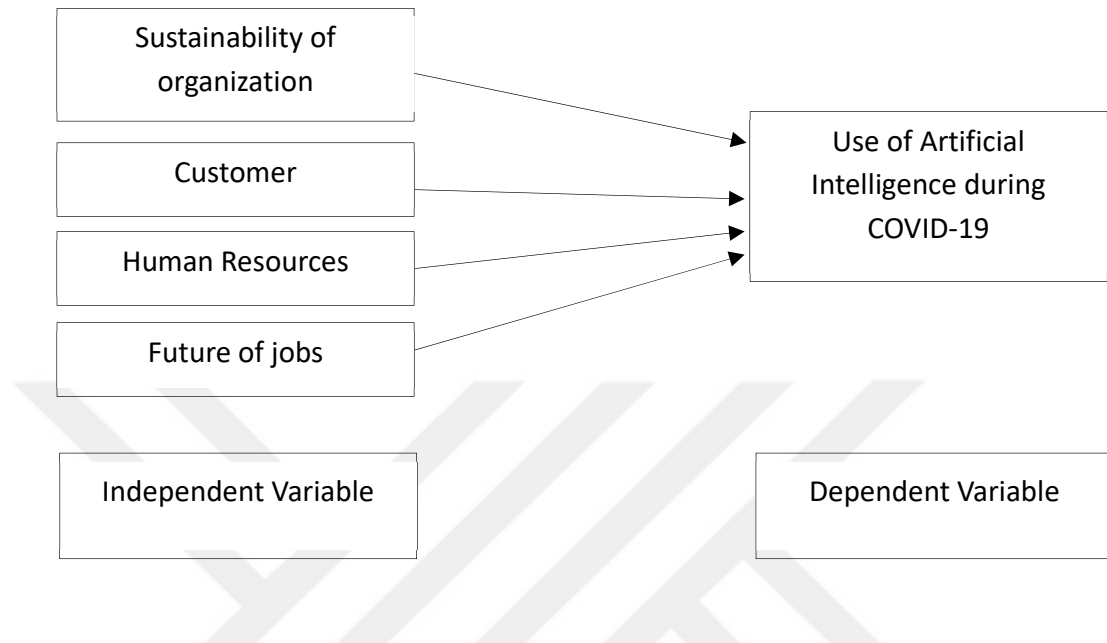 Sustainability of
organization
Customer
Human Resources
Future of jobs
Use of Artificial
Intelligence during
COVID-19
Independent Variable
Dependent Variable